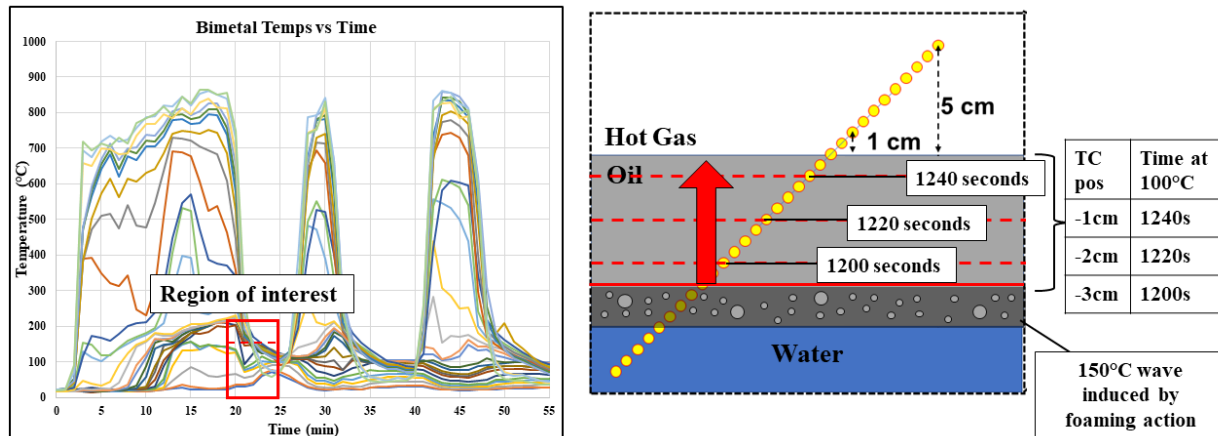 Bimetal Temps vs Time
Temperature (°C)
1000
900
800
700
600
500
400
300
200
100
0
Region of interest
0 5 10 15 20 25 30 35 40 45 50 55
Time (min)
Hot Gas
Oil
1 cm
5 cm
1240 seconds
1220 seconds
1200 seconds
Water
TC pos
Time at 100°C
-1cm 1240s
-2cm 1220s
-3cm 1200s
150°C wave
induced by
foaming action